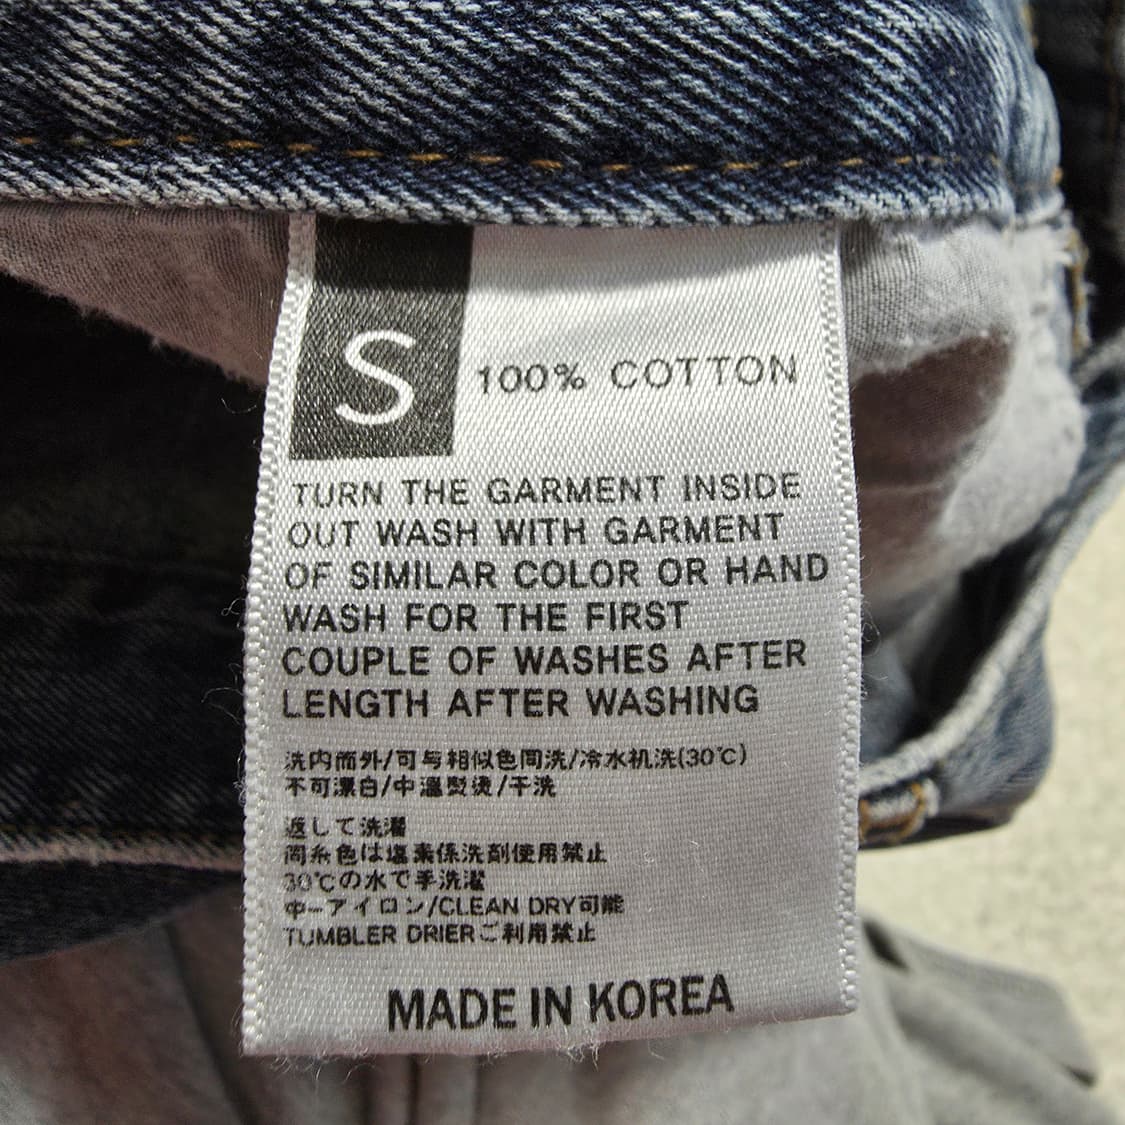 S
100% COTTON
TURN THE GARMENT INSIDE
OUT WASH WITH GARMENT
OF SIMILAR COLOR OR HAND
WASH FOR THE FIRST
COUPLE OF WASHES AFTER
LENGTH AFTER WASHING
洗内而外/可与相似色同洗/冷水机洗(30℃)
不可漂白/中溫熨烫/干洗
返して洗濯
同糸色は塩素係洗剤使用禁止
30℃の水で手洗濯
中-アイロン/CLEAN DRY可能
TUMBLER DRIERご利用禁止
MADE IN KOREA